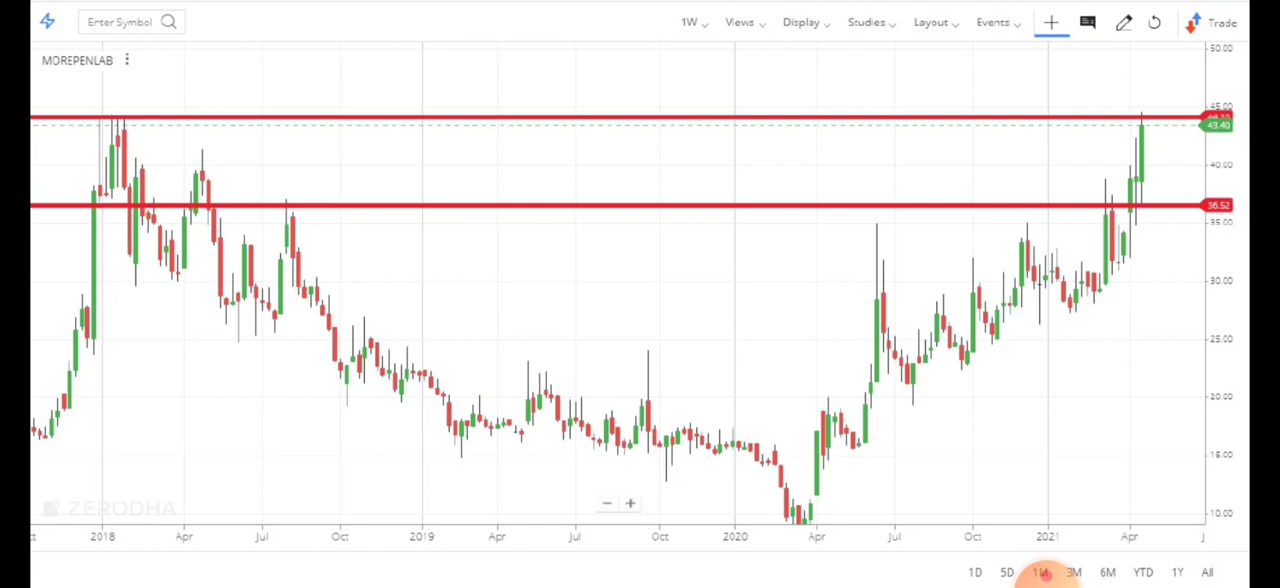 Enter Symbol 1W Views Display Studies Layout Events Trade
MOREPENLAB
50.00
45.00
43.40
40.00
36.52
35.00
30.00
25.00
20.00
15.00
10.00
ZERODHA
2018 Apr Jul Oct 2019 Apr Jul Oct 2020 Apr Jul Oct 2021 Apr J
1D 5D 1M 3M 6M YTD 1Y All